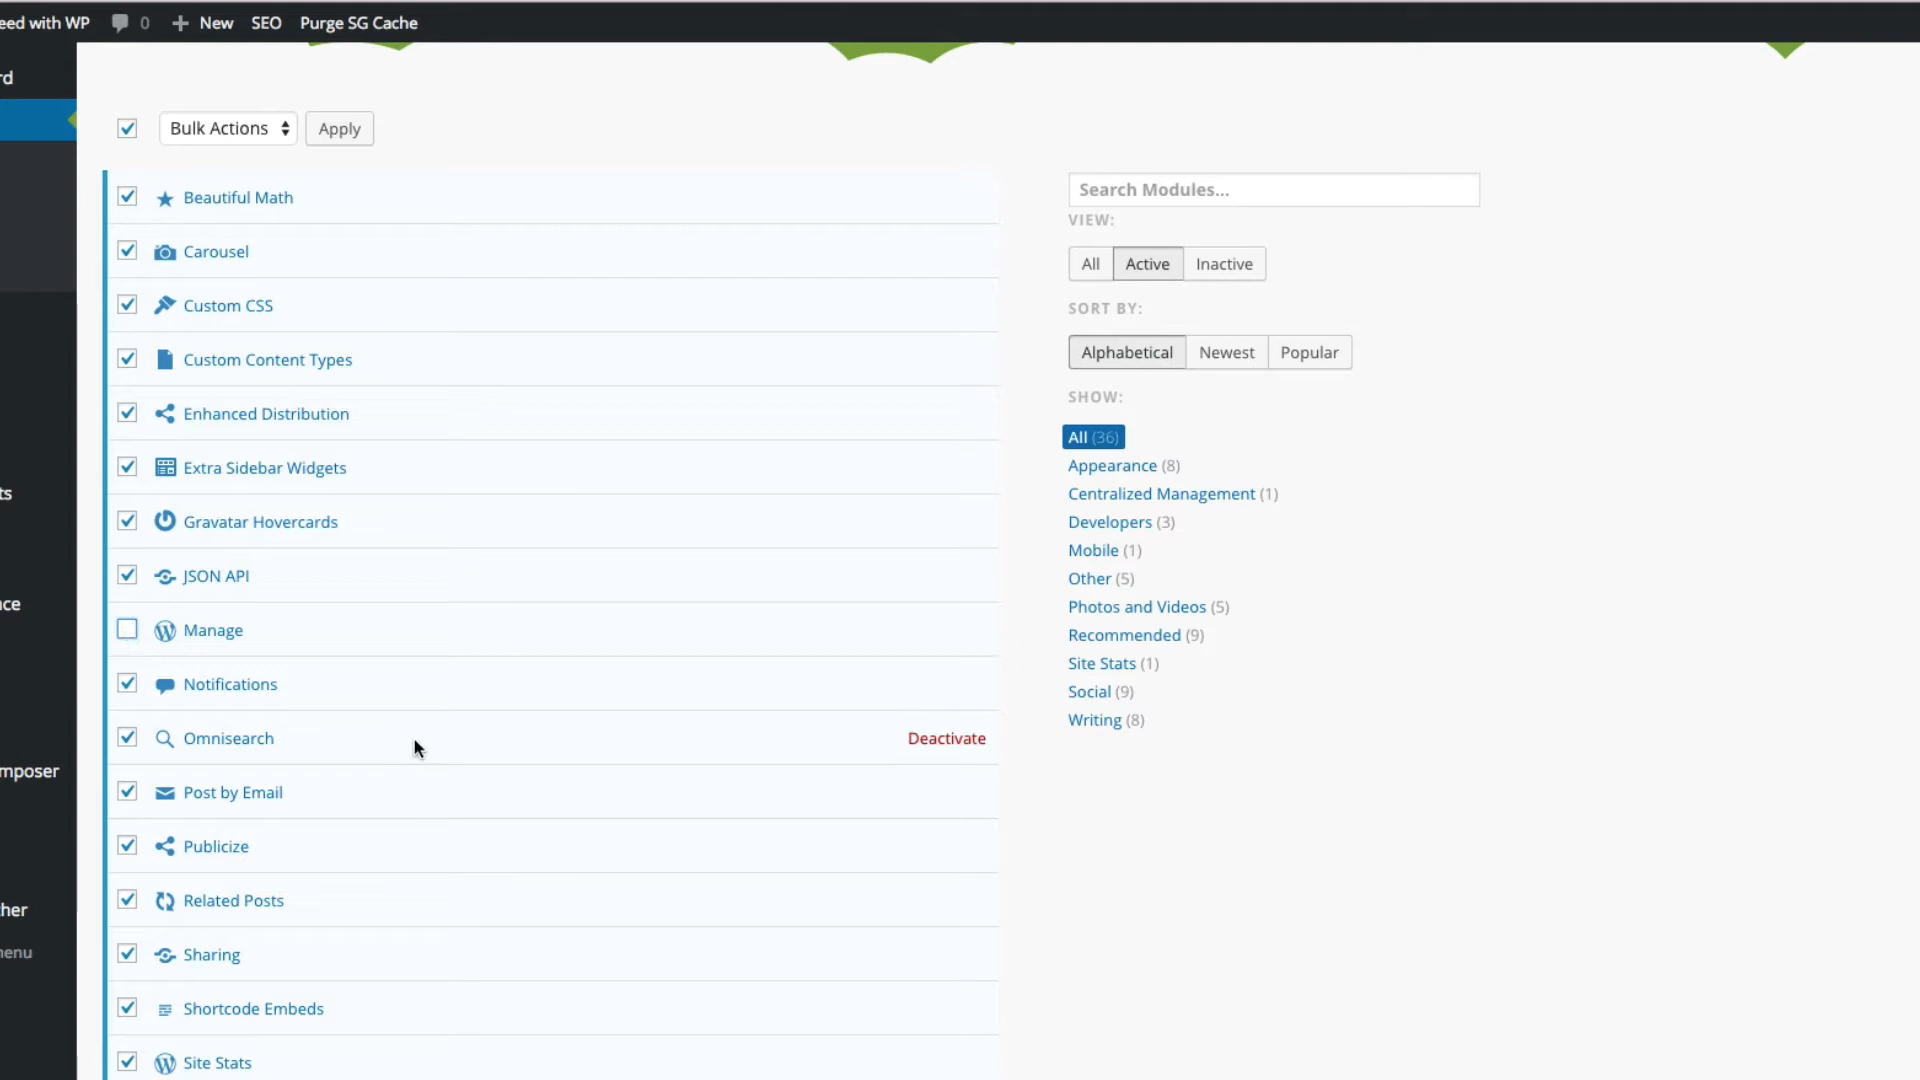 eed with WP 0 New SEO Purge SG Cache
rd
Bulk Actions Apply
Beautiful Math
Carousel
Custom CSS
Custom Content Types
Enhanced Distribution
Extra Sidebar Widgets
Gravatar Hovercards
JSON API
Manage
Notifications
Omnisearch Deactivate
Post by Email
Publicize
Related Posts
Sharing
Shortcode Embeds
Site Stats
Search Modules...
VIEW:
All Active Inactive
SORT BY:
Alphabetical Newest Popular
SHOW:
All (36)
Appearance (8)
Centralized Management (1)
Developers (3)
Mobile (1)
Other (5)
Photos and Videos (5)
Recommended (9)
Site Stats (1)
Social (9)
Writing (8)
ts
ce
mposer
her
enu